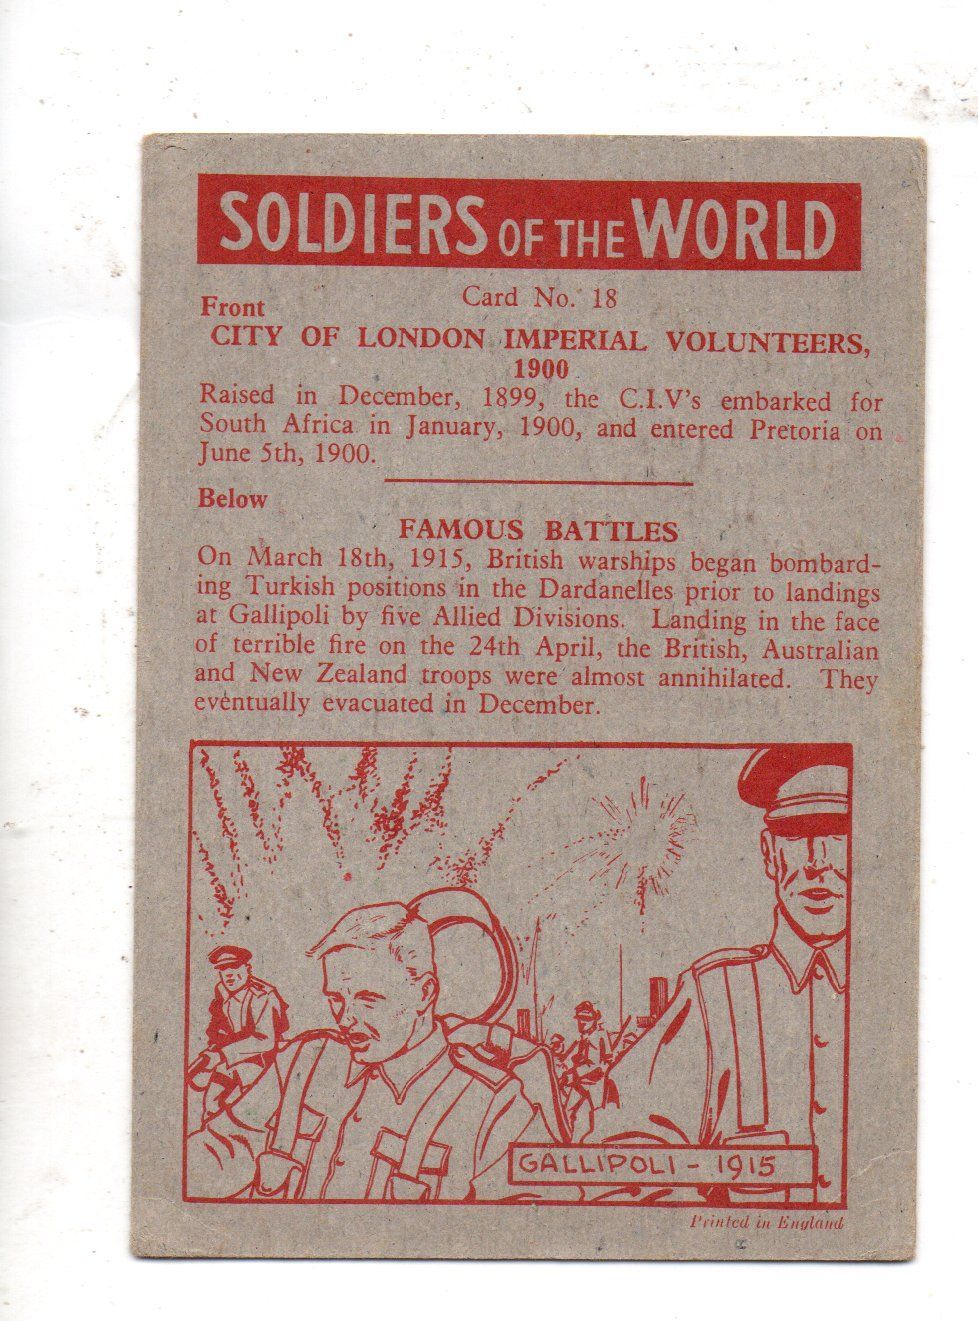 SOLDIERS OF THE WORLD
Card No. 18
Front
CITY OF LONDON IMPERIAL VOLUNTEERS,
1900
Raised in December, 1899, the C.I.V's embarked for
South Africa in January, 1900, and entered Pretoria on
June 5th, 1900.
Below
FAMOUS BATTLES
On March 18th, 1915, British warships began bombard-
ing Turkish positions in the Dardanelles prior to landings
at Gallipoli by five Allied Divisions. Landing in the face
of terrible fire on the 24th April, the British, Australian
and New Zealand troops were almost annihilated. They
eventually evacuated in December.
GALLIPOLI - 1915
Printed in England